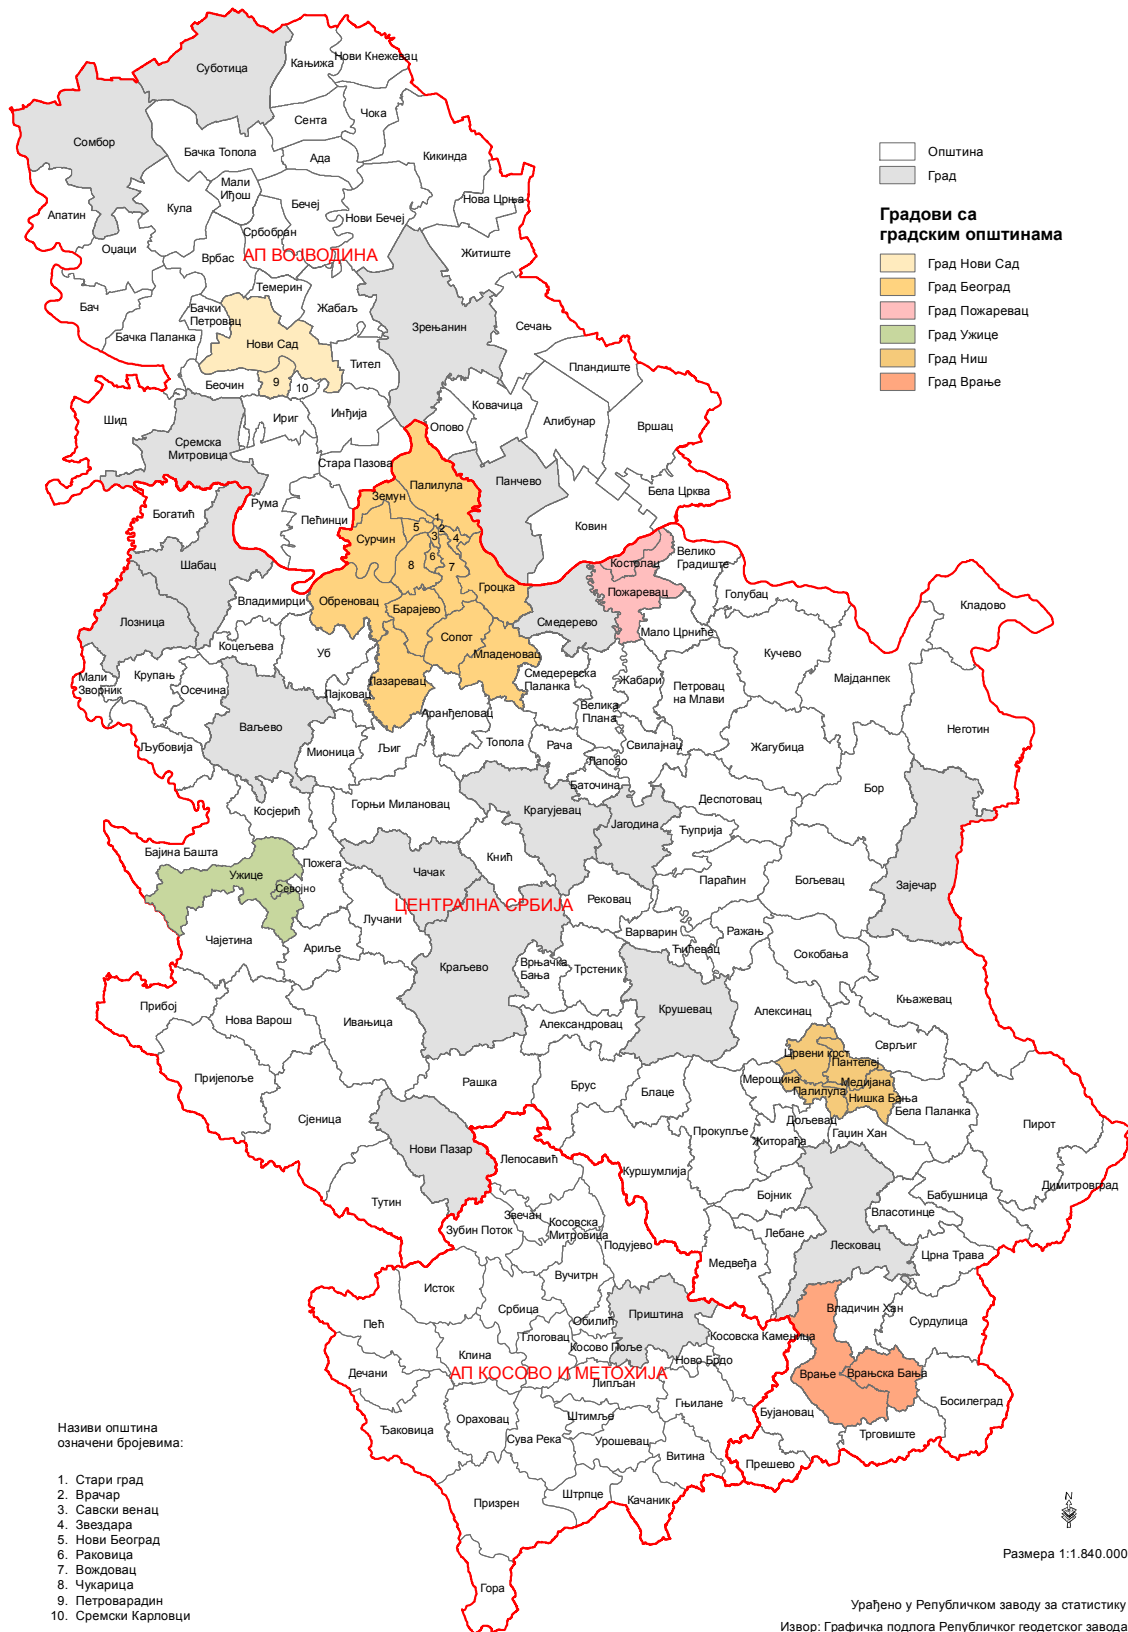 Суботица
Кањижа
Нови Кнежевац
Сомбор
Сента
Чока
Бачка Топола
Ада
Кикинда
Апатин
Кула
Мали
Иђош
Бечеј
Нови Бечеј
Нова Црња
Оџаци
Србобран
Врбас
АП ВОЈВОДИНА
Житиште
Бач
Темерин
Бачки
Петровац
Жабаљ
Зрењанин
Сечањ
Бачка Паланка
Нови Сад
Тител
Пландиште
Беочин
9
10
Шид
Ириг
Инђија
Опово
Ковачица
Алибунар
Вршац
Сремска
Митровица
Стара Пазова
Палилула
Панчево
Бела Црква
Рума
Земун
Богатић
Пећинци
Сурчин
1
2
3
4
5
6
7
8
Ковин
Шабац
Костолац
Велико
Градиште
Гроцка
Пожаревац
Голубац
Кладово
Владимирци
Обреновац
Барајево
Лозница
Смедерево
Мало Црниће
Коцељева
Уб
Сопот
Младеновац
Кучево
Мали
Зворник
Крупањ
Осечина
Лајковац
Лазаревац
Смедеревска
Паланка
Жабари
Петровац
на Млави
Мајданпек
Аранђеловац
Велика
Плана
Неготин
Љубовија
Ваљево
Мионица
Љиг
Топола
Рача
Свилајнац
Жагубица
Лапово
Баточина
Бор
Косјерић
Горњи Милановац
Крагујевац
Јагодина
Деспотовац
Ћуприја
Бајина Башта
Пожега
Чачак
Кнић
Ужице
Севојно
Параћин
Бољевац
Зајечар
ЦЕНТРАЛНА СРБИЈА
Рековац
Лучани
Варварин
Ражањ
Чајетина
Ариље
Ћићевац
Сокобања
Краљево
Врњачка
Бања
Трстеник
Прибој
Крушевац
Књажевац
Нова Варош
Ивањица
Александровац
Алексинац
Црвени крст
Сврљиг
Пантелеј
Пријепоље
Рашка
Брус
Блаце
Мерошина
Медијана
Палилула
Нишка Бања
Бела Паланка
Сјеница
Дољевац
Гаџин Хан
Пирот
Прокупље
Житорађа
Нови Пазар
Лепосавић
Куршумлија
Димитровград
Тутин
Бојник
Бабушница
Звечан
Власотинце
Зубин Поток
Косовска
Митровица
Подујево
Лебане
Лесковац
Медвеђа
Црна Трава
Исток
Вучитрн
Србица
Приштина
Владичин Хан
Сурдулица
Пећ
Обилић
Глоговац
Косово Поље
Косовска Каменица
Клина
Ново Брдо
Дечани
АП КОСОВО И МЕТОХИЈА
Врање
Врањска Бања
Липљан
Гњилане
Босилеград
Ораховац
Штимље
Бујановац
Ђаковица
Сува Река
Урошевац
Трговиште
Витина
Прешево
Призрен
Штрпце
Качаник
Гора
Општина
Град
Градови са
градским општинама
Град Нови Сад
Град Београд
Град Пожаревац
Град Ужице
Град Ниш
Град Врање
Називи општина
означени бројевима:
1. Стари град
2. Врачар
3. Савски венац
4. Звездара
5. Нови Београд
6. Раковица
7. Вождовац
8. Чукарица
9. Петроварадин
10. Сремски Карловци
N
Размера 1:1.840.000
Урађено у Републичком заводу за статистику
Извор: Графичка подлога Републичког геодетског завода